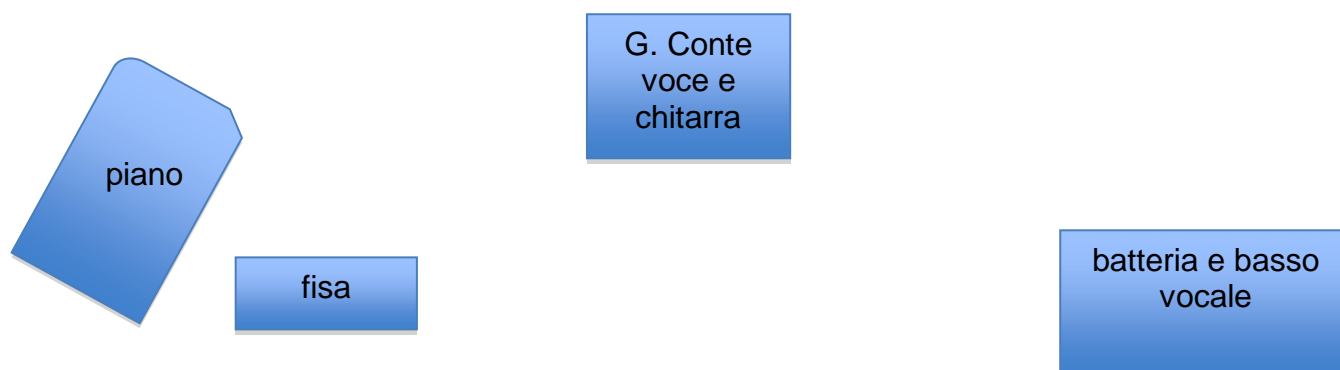 G. Conte
voce e
chitarra
piano
fisa
batteria e basso
vocale